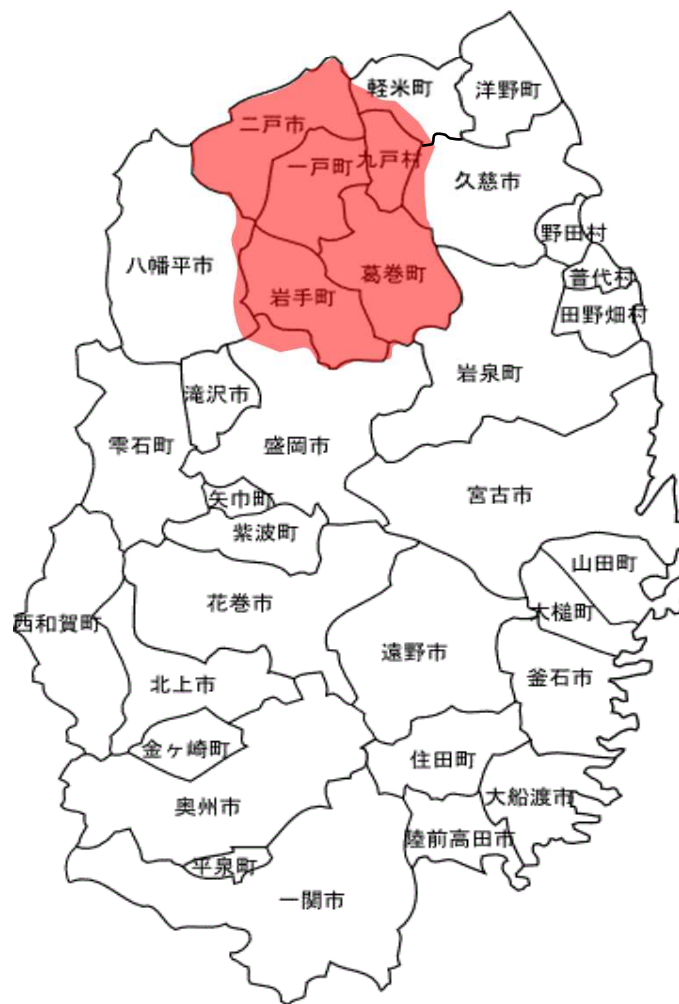 軽米町
洋野町
二戸市
一戸町
九戸村
久慈市
野田村
八幡平市
普代村
葛巻町
岩手町
田野畑村
岩泉町
滝沢市
雫石町
盛岡市
矢巾町
宮古市
紫波町
山田町
花巻市
大槌町
西和賀町
遠野市
釜石市
北上市
金ヶ崎町
住田町
大船渡市
奥州市
陸前高田市
平泉町
一関市